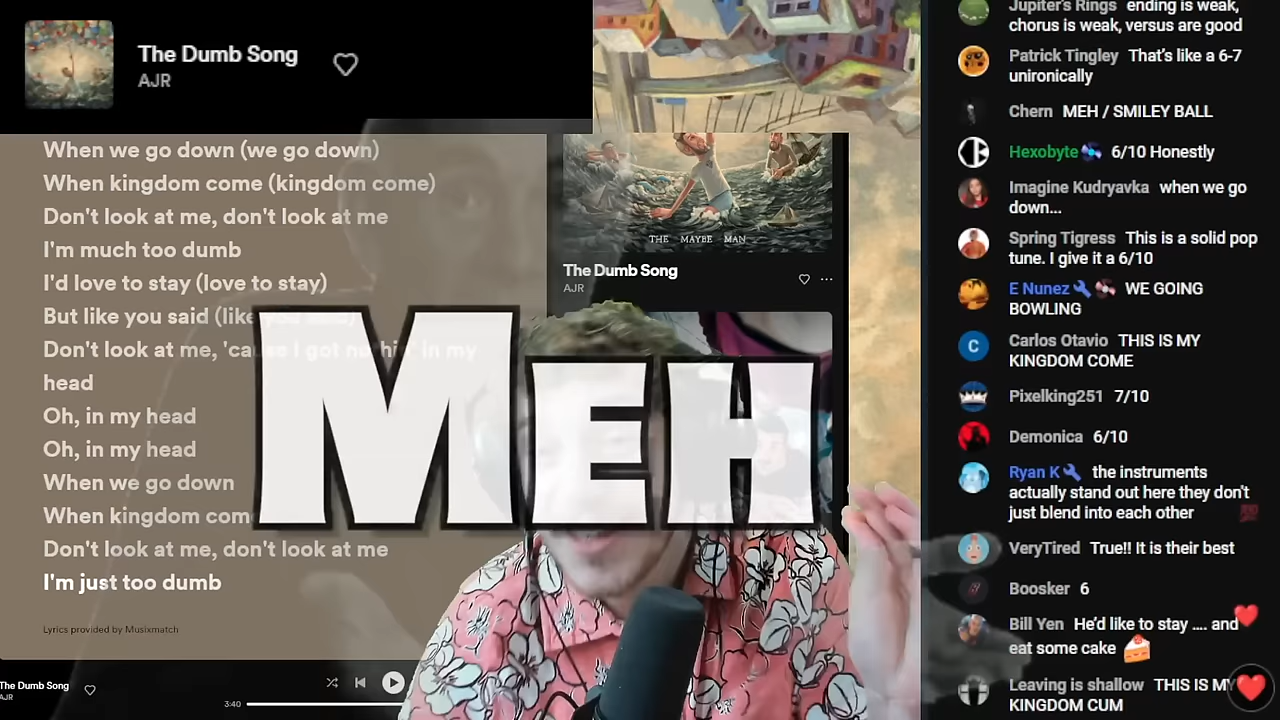 The Dumb Song
AJR
When we go down (we go down)
When kingdom come (kingdom come)
Don't look at me, don't look at me
I'm much too dumb
I'd love to stay (love to stay)
But like you said (like you said)
Don't look at me, 'cause I got nothin' in my
head
Oh, in my head
Oh, in my head
When we go down
When kingdom com
Don't look at me, don't look at me
I'm just too dumb
Lyrics provided by Musixmatch
The Dumb Song
AJR
3:40
THE MAYBE MAN
The Dumb Song
AJR
MEH
Jupiter's Rings ending is weak,
chorus is weak, versus are good
Patrick Tingley That's like a 6-7
unironically
Chern MEH / SMILEY BALL
Hexobyte 6/10 Honestly
Imagine Kudryavka when we go
down...
Spring Tigress This is a solid pop
tune. I give it a 6/10
E Nunez WE GOING
BOWLING
Carlos Otavio THIS IS MY
KINGDOM COME
C
Pixelking251 7/10
Demonica 6/10
Ryan K the instruments
actually stand out here they don't
just blend into each other 💯
VeryTired True!! It is their best
Boosker 6
Bill Yen He'd like to stay .... and
eat some cake 🍰
Leaving is shallow THIS IS MY
KINGDOM CUM